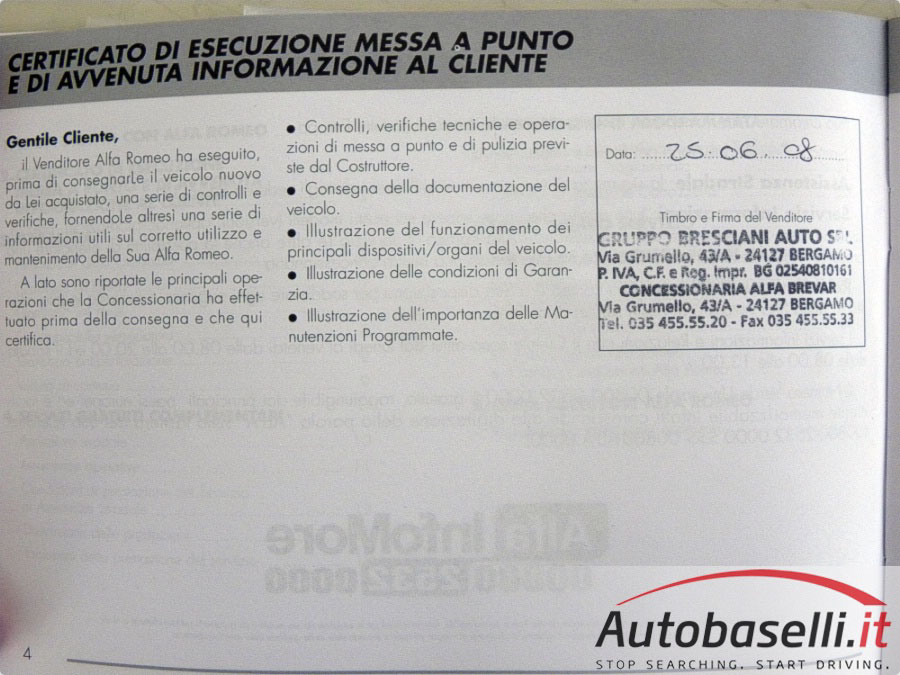 CERTIFICATO DI ESECUZIONE MESSA A PUNTO
E DI AVVENUTA INFORMAZIONE AL CLIENTE
Gentile Cliente,
il Venditore Alfa Romeo ha eseguito,
prima di consegnarLe il veicolo nuovo
da Lei acquistato, una serie di controlli e
verifiche, fornendole altresì una serie di
informazioni utili sul corretto utilizzo e
mantenimento della Sua Alfa Romeo.
A lato sono riportate le principali ope-
razioni che la Concessionaria ha effet-
tuato prima della consegna e che qui
certifica.
● Controlli, verifiche tecniche e opera-
zioni di messa a punto e di pulizia previ-
ste dal Costruttore.
● Consegna della documentazione del
veicolo.
● Illustrazione del funzionamento dei
principali dispositivi/organi del veicolo.
● Illustrazione delle condizioni di Garan-
zia.
● Illustrazione dell'importanza delle Ma-
nutenzioni Programmate.
Data: 25.06.08
Timbro e Firma del Venditore
GRUPPO BRESCIANI AUTO SRL
Via Grumello, 43/A - 24127 BERGAMO
P. IVA, C.F. e Reg. Impr. BG 02540810161
CONCESSIONARIA ALFA BREVAR
Via Grumello, 43/A - 24127 BERGAMO
Tel. 035 455.55.20 - Fax 035 455.55.33
Alfa InfoMore
4
Autobaselli.it
STOP SEARCHING. START DRIVING.